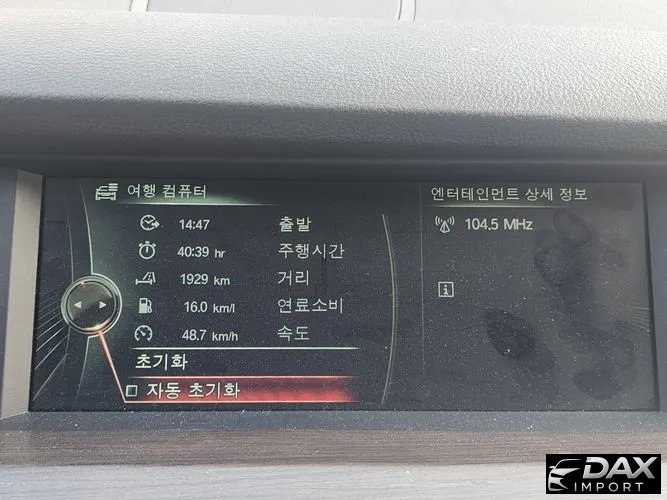 여행 컴퓨터
14:47 출발
40:39 hr 주행시간
1929 km 거리
16.0 km/l 연료소비
48.7 km/h 속도
초기화
자동 초기화
엔터테인먼트 상세 정보
104.5 MHz
DAX
IMPORT